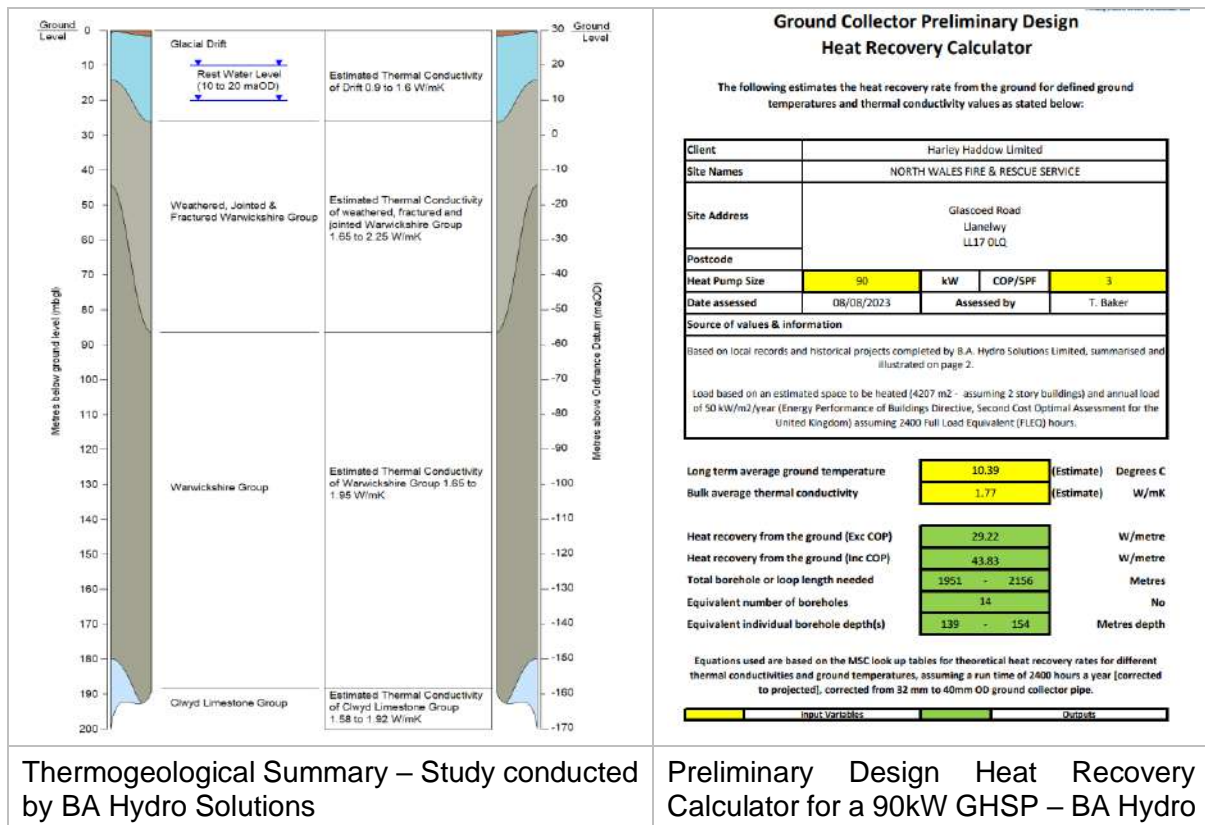 Ground
Level
0
10
20
30
40
50
60
70
80
90
100
110
120
130
140
150
160
170
180
190
200
Metres below ground level (mbgl)
Glacial Drift
Rest Water Level
(10 to 20 maOD)
Estimated Thermal Conductivity
of Drift 0.9 to 1.6 W/mK
Weathered, Jointed &
Fractured Warwickshire Group
Estimated Thermal Conductivity
of weathered, fractured and
jointed Warwickshire Group
1.65 to 2.25 W/mK
Warwickshire Group
Estimated Thermal Conductivity
of Warwickshire Group 1.65 to
1.95 W/mK
Clwyd Limestone Group
Estimated Thermal Conductivity
of Clwyd Limestone Group
1.58 to 1.92 W/mK
30
Ground
Level
20
10
0
-10
-20
-30
-40
-50
-60
-70
-80
-90
-100
-110
-120
-130
-140
-150
-160
-170
Metres above Ordnance Datum (maOD)
Thermogeological Summary – Study conducted
by BA Hydro Solutions
Ground Collector Preliminary Design
Heat Recovery Calculator
The following estimates the heat recovery rate from the ground for defined ground
temperatures and thermal conductivity values as stated below:
Client Harley Haddow Limited
Site Names NORTH WALES FIRE & RESCUE SERVICE
Site Address
Glascoed Road
Llanelwy
LL17 0LQ
Postcode
Heat Pump Size 90 kW COP/SPF 3
Date assessed 08/08/2023 Assessed by T. Baker
Source of values & information
Based on local records and historical projects completed by B.A. Hydro Solutions Limited, summarised and
illustrated on page 2.
Load based on an estimated space to be heated (4207 m2 - assuming 2 story buildings) and annual load
of 50 kW/m2/year (Energy Performance of Buildings Directive, Second Cost Optimal Assessment for the
United Kingdom) assuming 2400 Full Load Equivalent (FLEQ) hours.
Long term average ground temperature 10.39 (Estimate) Degrees C
Bulk average thermal conductivity 1.77 (Estimate) W/mK
Heat recovery from the ground (Exc COP) 29.22 W/metre
Heat recovery from the ground (Inc COP) 43.83 W/metre
Total borehole or loop length needed 1951 - 2156 Metres
Equivalent number of boreholes 14 No
Equivalent individual borehole depth(s) 139 - 154 Metres depth
Equations used are based on the MSC look up tables for theoretical heat recovery rates for different
thermal conductivities and ground temperatures, assuming a run time of 2400 hours a year [corrected
to projected], corrected from 32 mm to 40mm OD ground collector pipe.
Input Variables Outputs
Preliminary Design Heat Recovery
Calculator for a 90kW GHSP – BA Hydro